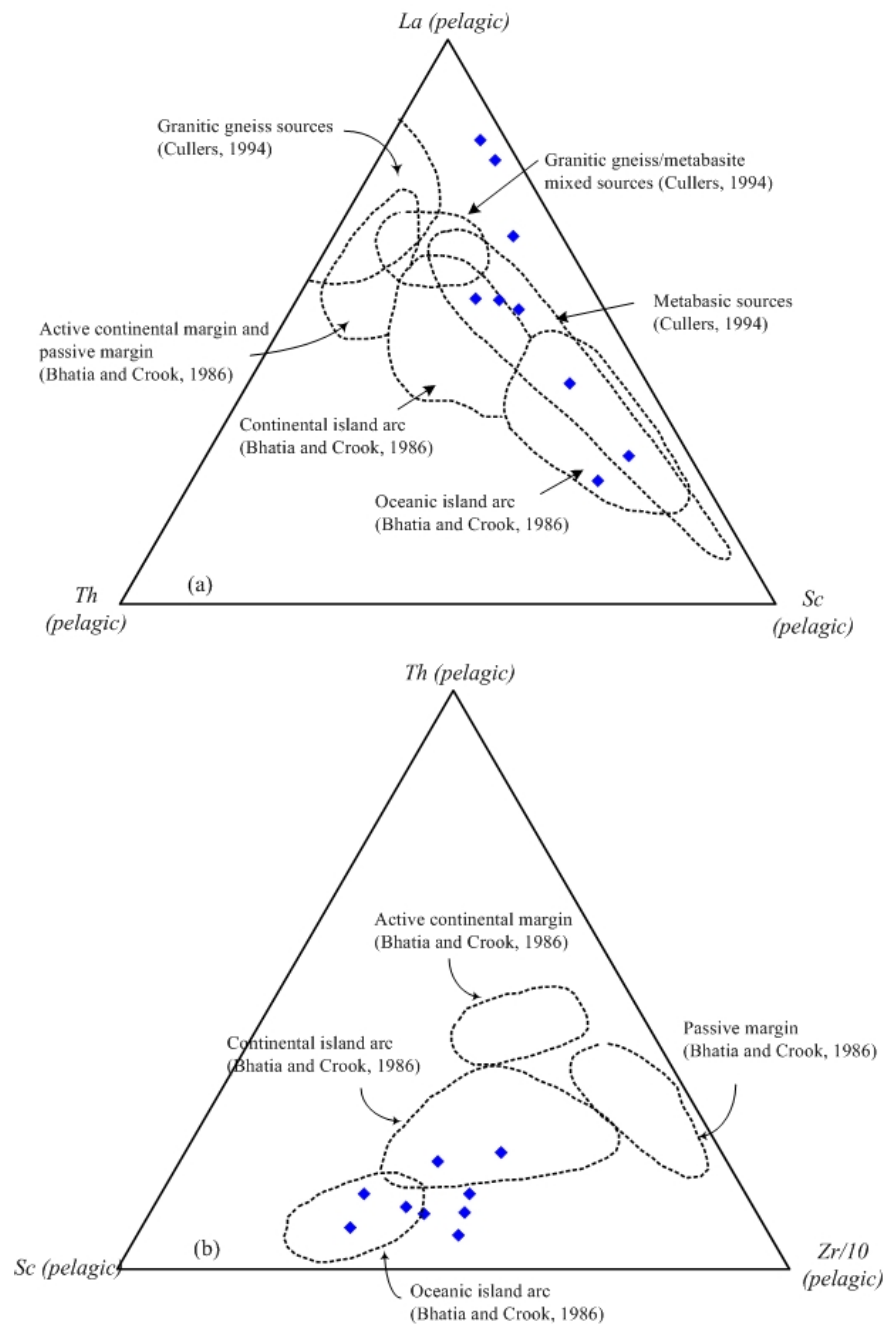 La (pelagic)
Granitic gneiss sources
(Cullers, 1994)
Granitic gneiss/metabasite
mixed sources (Cullers, 1994)
Metabasic sources
(Cullers, 1994)
Active continental margin and
passive margin
(Bhatia and Crook, 1986)
Continental island arc
(Bhatia and Crook, 1986)
Oceanic island arc
(Bhatia and Crook, 1986)
Th
(pelagic)
(a)
Sc
(pelagic)
Th (pelagic)
Active continental margin
(Bhatia and Crook, 1986)
Continental island arc
(Bhatia and Crook, 1986)
Passive margin
(Bhatia and Crook, 1986)
Sc (pelagic)
(b)
Zr/10
(pelagic)
Oceanic island arc
(Bhatia and Crook, 1986)